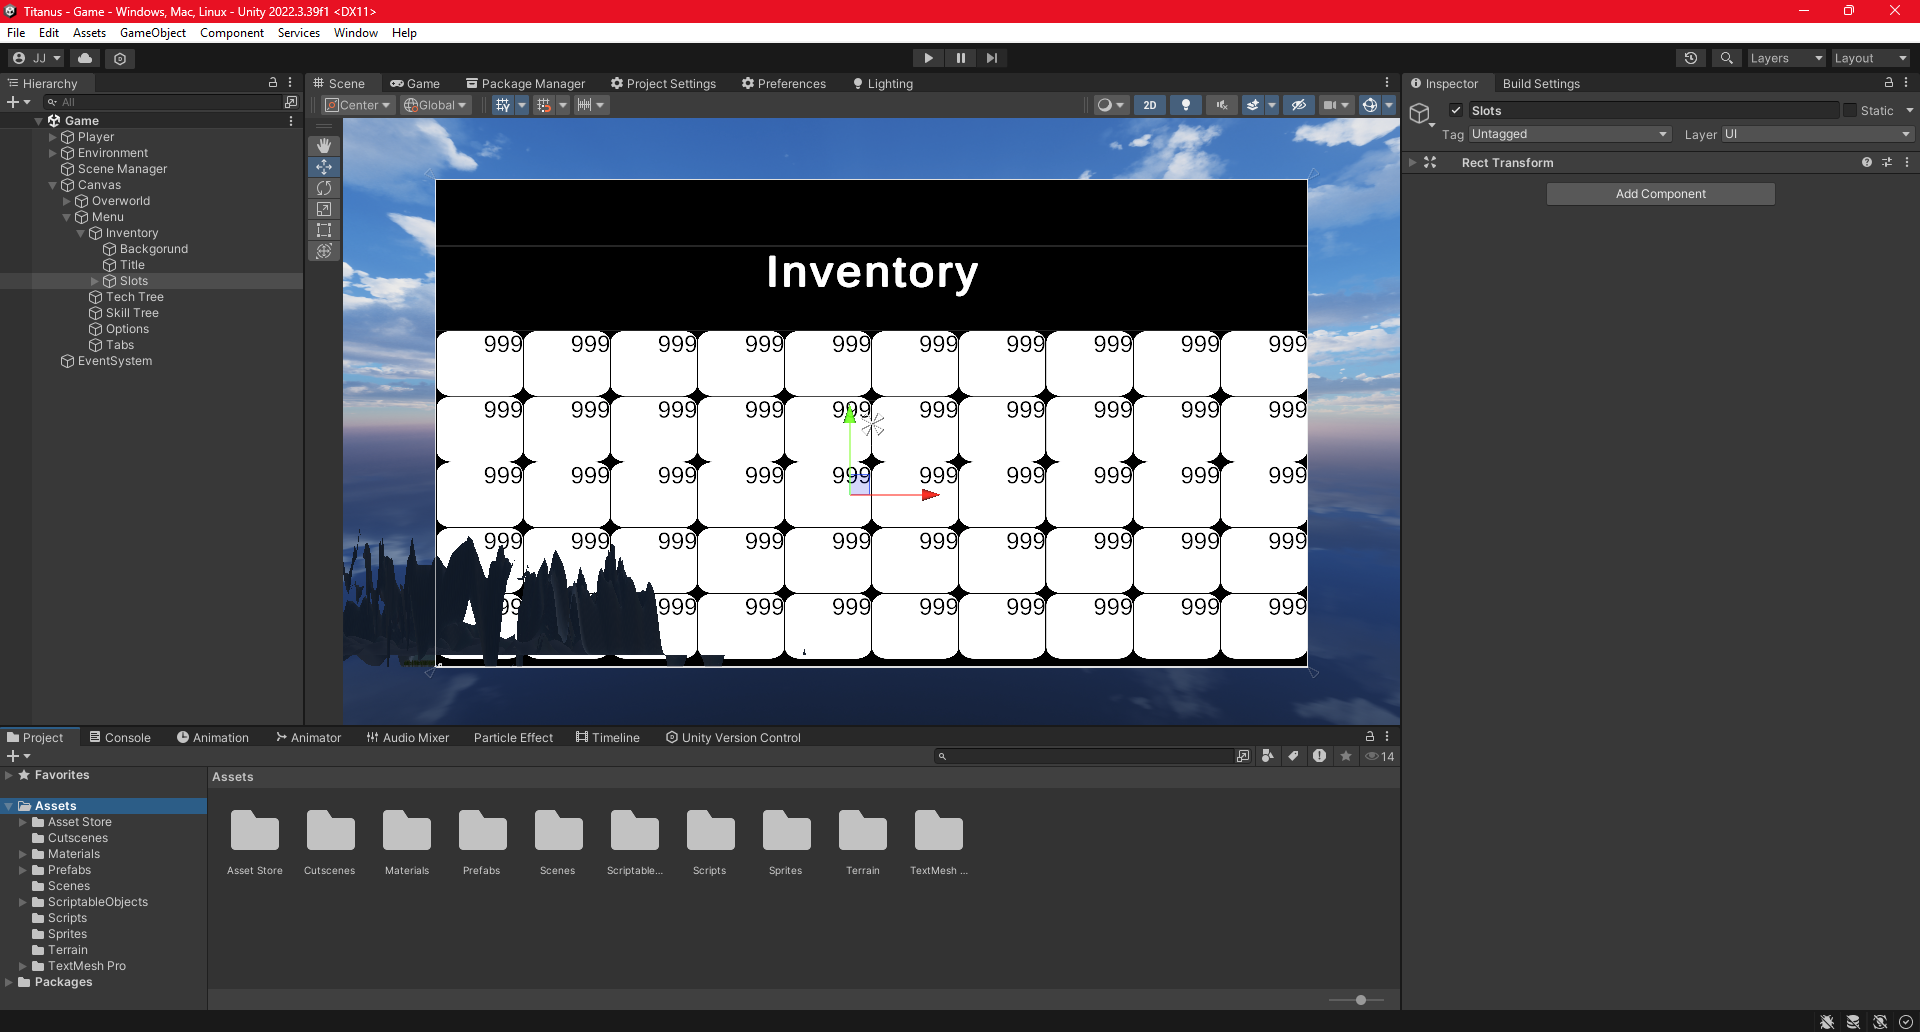 Titanus - Game - Windows, Mac, Linux - Unity 2022.3.39f1 <DX11>
File Edit Assets GameObject Component Services Window Help
JJ
Layers Layout
Hierarchy
All
Game
Player
Environment
Scene Manager
Canvas
Overworld
Menu
Inventory
Backgorund
Title
Slots
Tech Tree
Skill Tree
Options
Tabs
EventSystem
Scene Game Package Manager Project Settings Preferences Lighting
Center Global 2D
Inventory
999 999 999 999 999 999 999 999 999 999
999 999 999 999 999 999 999 999 999 999
999 999 999 999 999 999 999 999 999 999
999 999 999 999 999 999 999 999 999 999
999 999 999 999 999 999 999 999
Inspector Build Settings
Slots Static
Tag Untagged Layer UI
Rect Transform
Add Component
Project Console Animation Animator Audio Mixer Particle Effect Timeline Unity Version Control
14
Favorites
Assets
Asset Store
Cutscenes
Materials
Prefabs
Scenes
ScriptableObjects
Scripts
Sprites
Terrain
TextMesh Pro
Packages
Assets
Asset Store Cutscenes Materials Prefabs Scenes Scriptable... Scripts Sprites Terrain TextMesh ...